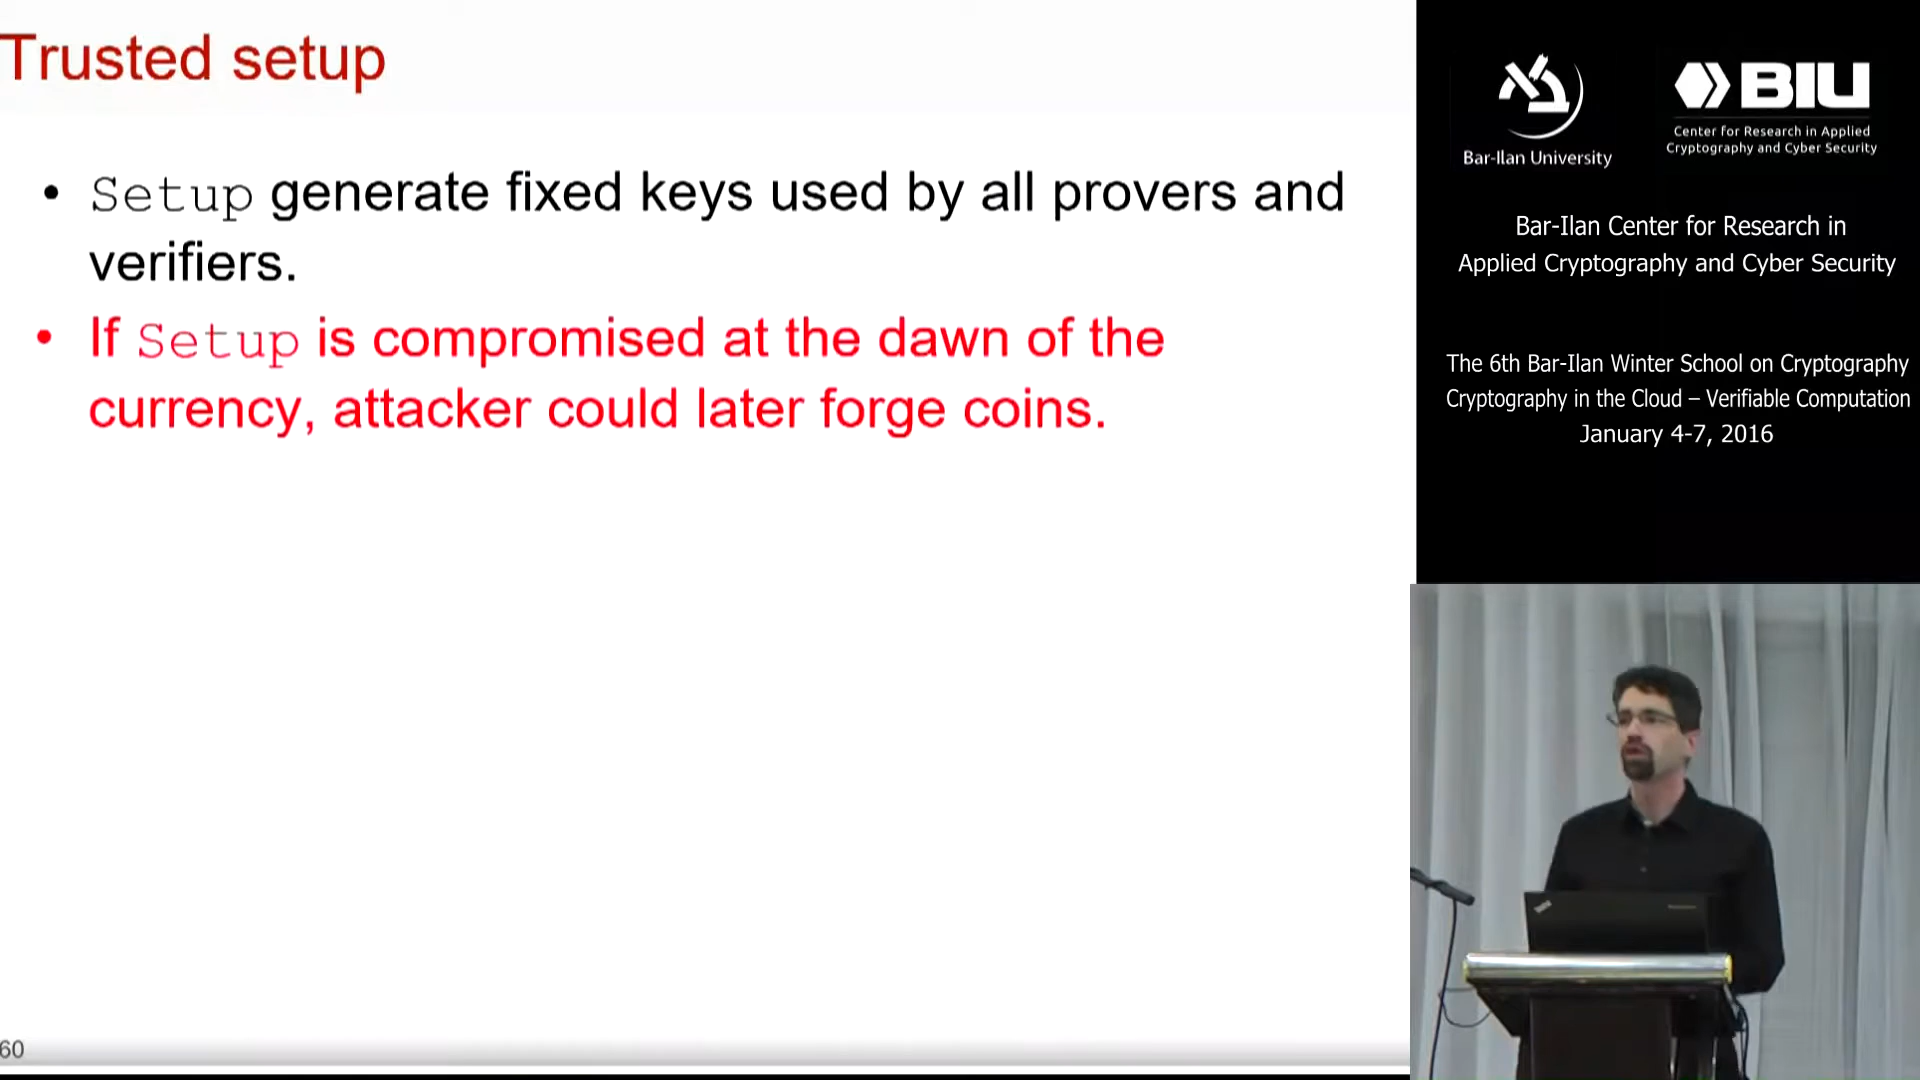 Trusted setup
• Setup generate fixed keys used by all provers and
verifiers.
• If Setup is compromised at the dawn of the
currency, attacker could later forge coins.
60
Bar-Ilan University
BIU
Center for Research in Applied
Cryptography and Cyber Security
Bar-Ilan Center for Research in
Applied Cryptography and Cyber Security
The 6th Bar-Ilan Winter School on Cryptography
Cryptography in the Cloud – Verifiable Computation
January 4-7, 2016